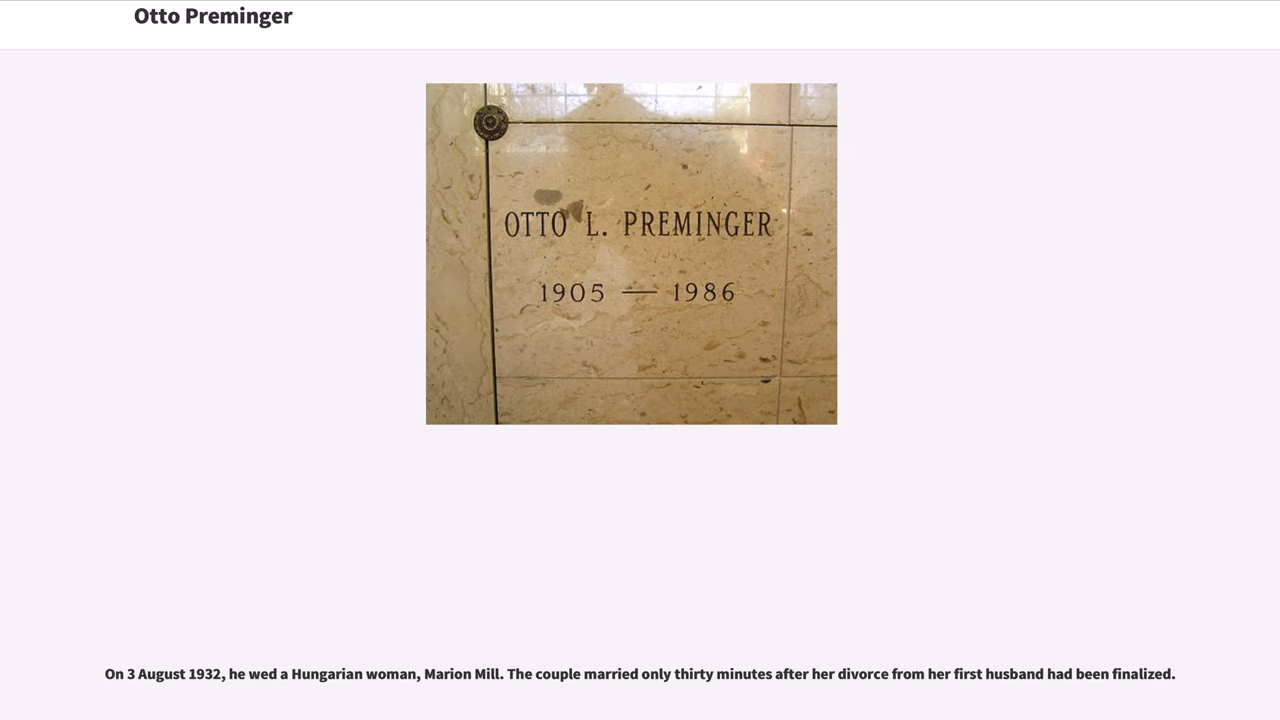 Otto Preminger
OTTO L. PREMINGER
1905 — 1986
On 3 August 1932, he wed a Hungarian woman, Marion Mill. The couple married only thirty minutes after her divorce from her first husband had been finalized.